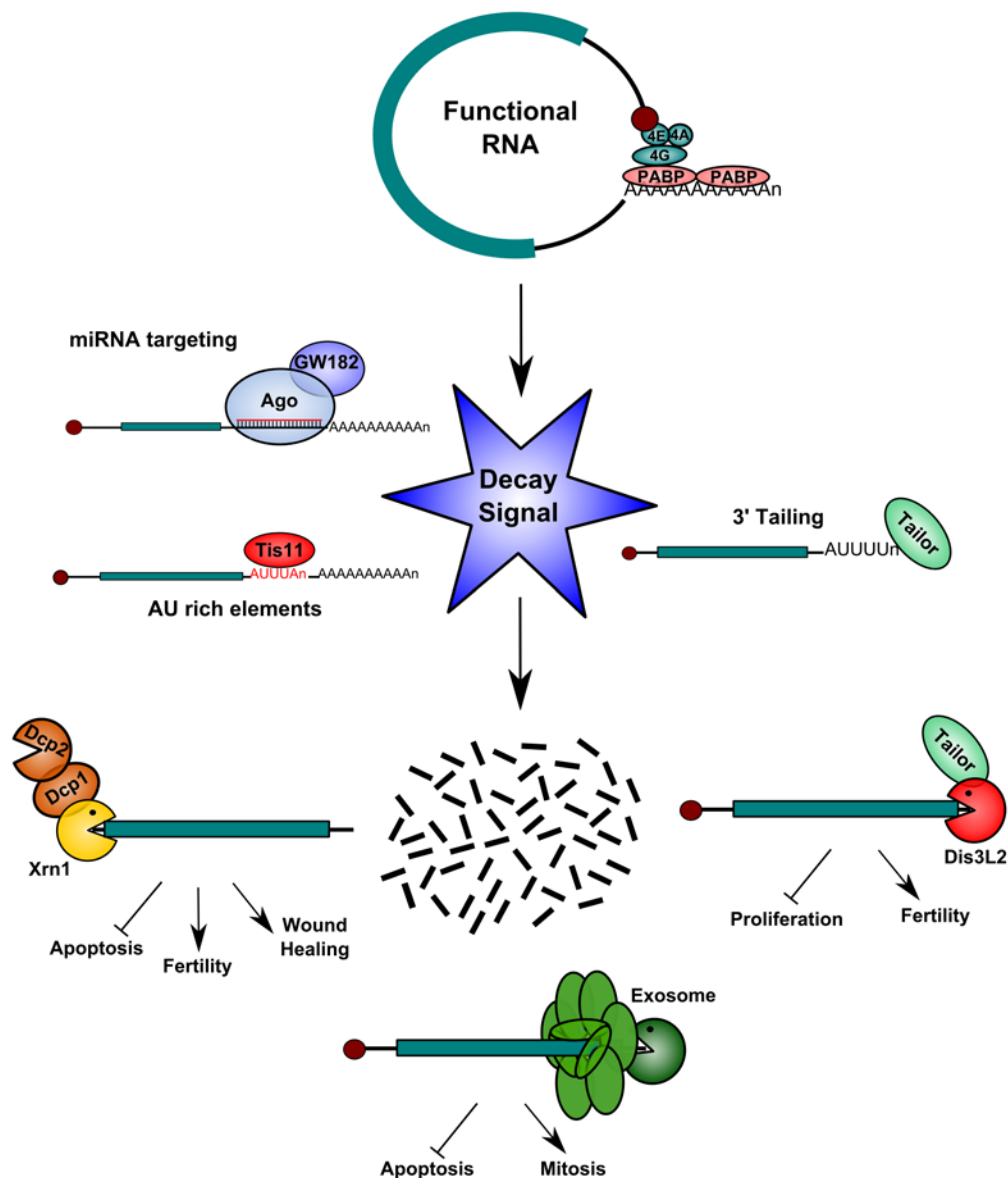 Functional
RNA
4E 4A
4G
PABP PABP
AAAAAAAAAAAn
miRNA targeting
GW182
Ago
AAAAAAAAAAn
Decay
Signal
3' Tailing
Tailor
AUUUUn
Tis11
AUUUAn AAAAAAAAAAn
AU rich elements
Dcp2
Dcp1
Xrn1
Apoptosis
Fertility
Wound
Healing
Tailor
Dis3L2
Proliferation
Fertility
Exosome
Apoptosis
Mitosis